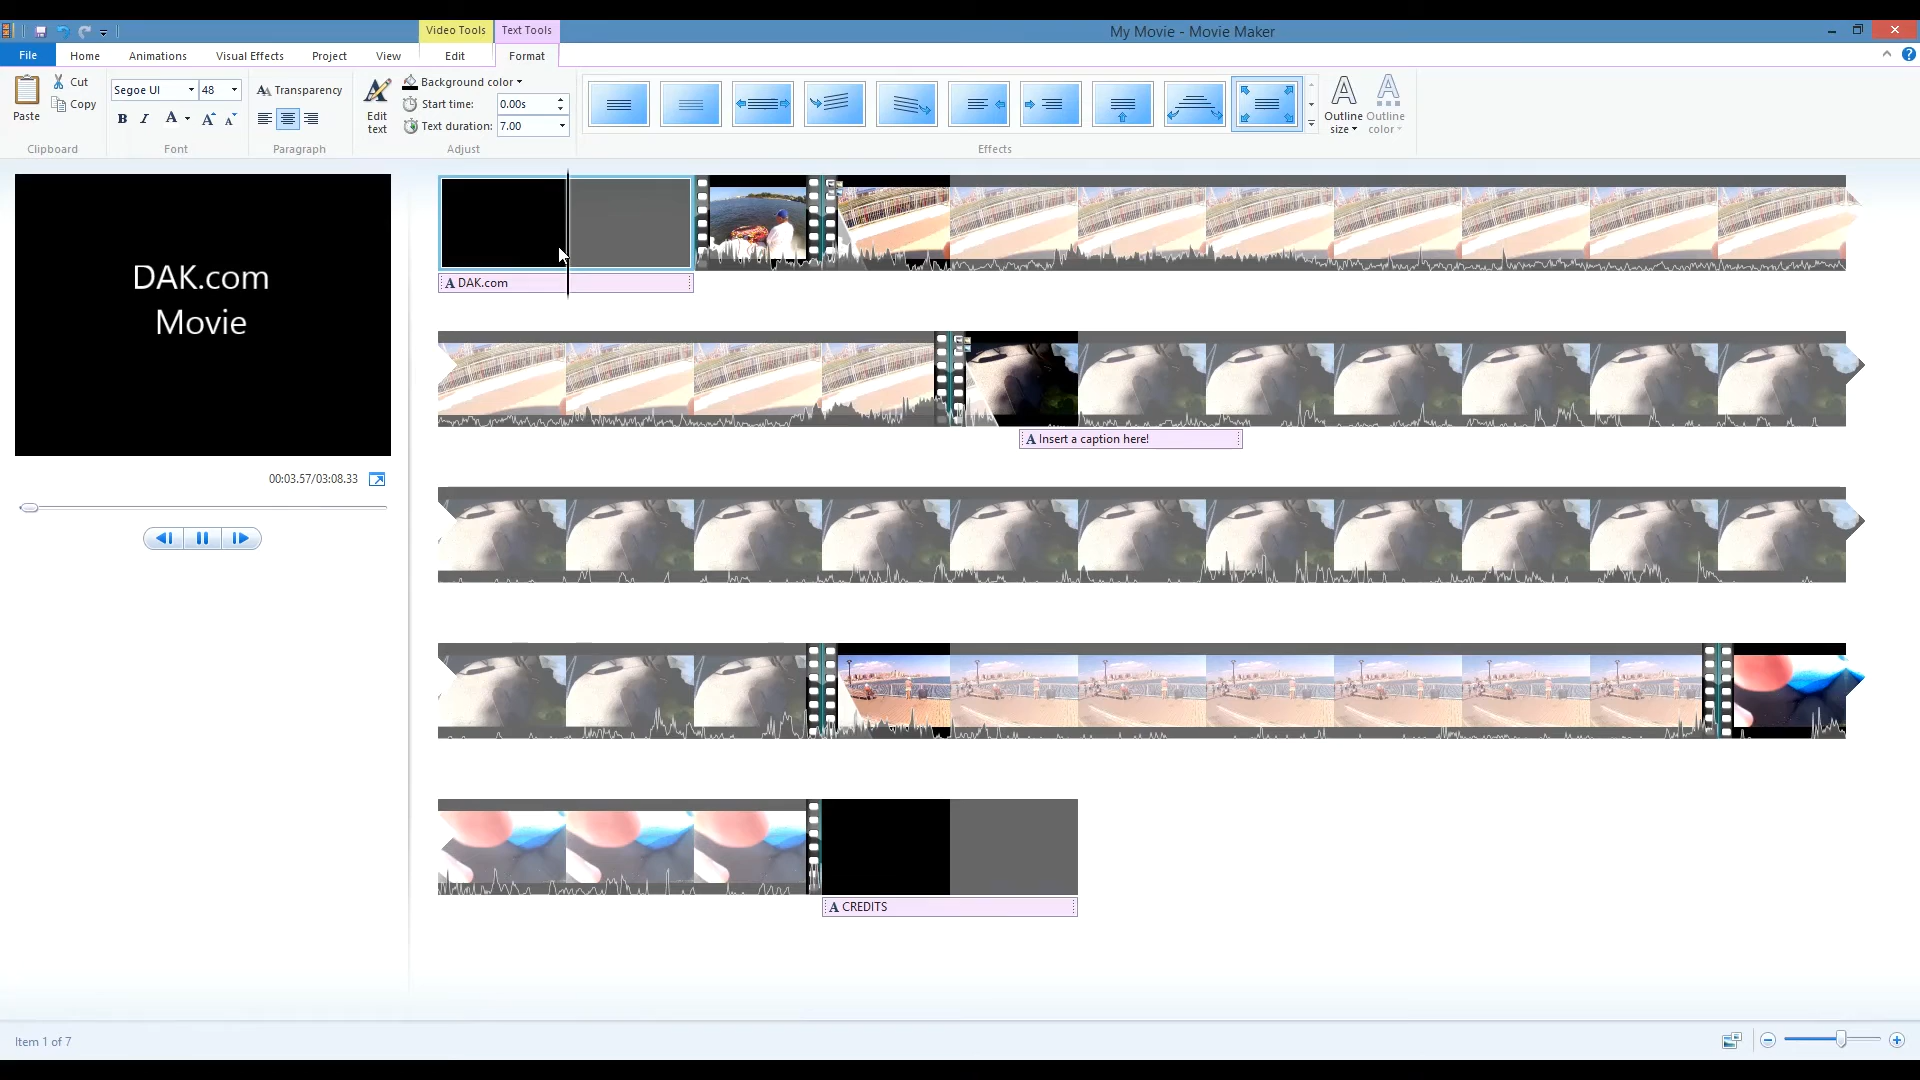 Video Tools
Text Tools
My Movie - Movie Maker
File
Home
Animations
Visual Effects
Project
View
Edit
Format
Paste
Cut
Copy
Clipboard
Segoe UI
48
B
I
A
A
A
Font
Transparency
Paragraph
Edit
text
Background color
Start time:
0.00s
Text duration:
7.00
Adjust
Effects
Outline
size
Outline
color
DAK.com
Movie
00:03.57/03:08.33
A DAK.com
A Insert a caption here!
A CREDITS
Item 1 of 7